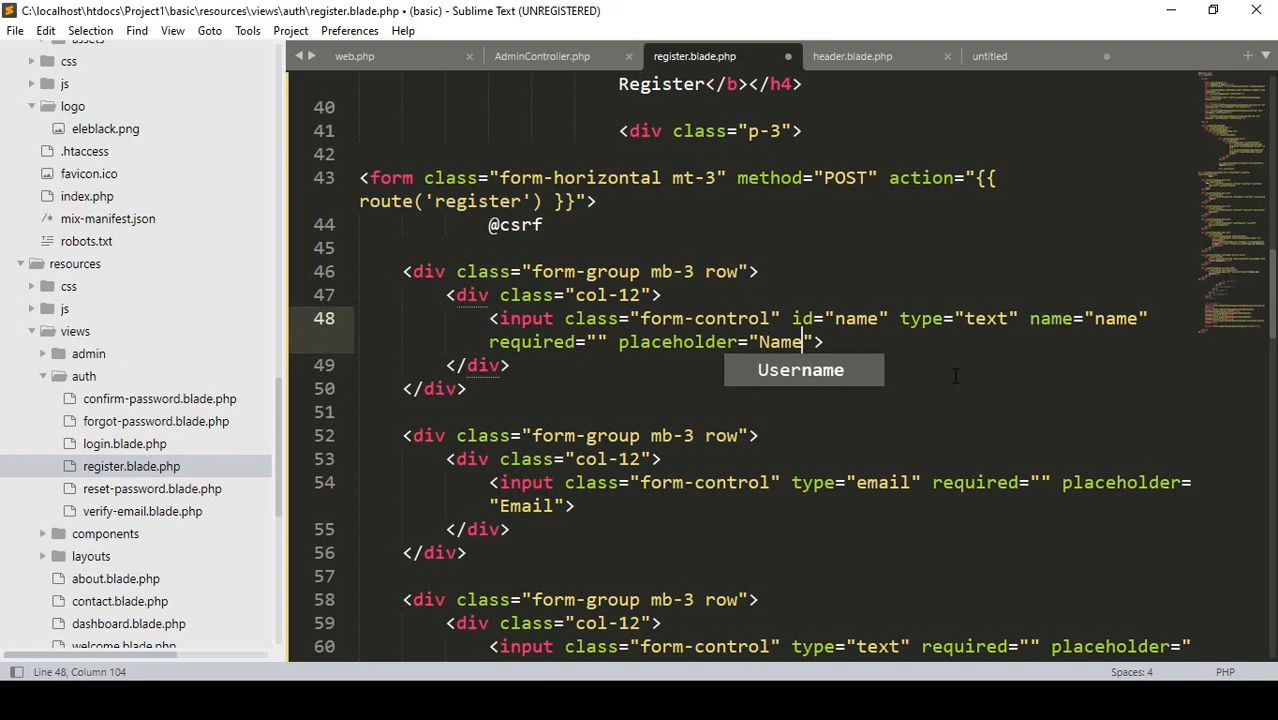 C:\localhost\htdocs\Project1\basic\resources\views\auth\register.blade.php • (basic) - Sublime Text (UNREGISTERED)
File Edit Selection Find View Goto Tools Project Preferences Help
web.php AdminController.php register.blade.php header.blade.php untitled
css
js
logo
eleblack.png
.htaccess
favicon.ico
index.php
mix-manifest.json
robots.txt
resources
css
js
views
admin
auth
confirm-password.blade.php
forgot-password.blade.php
login.blade.php
register.blade.php
reset-password.blade.php
verify-email.blade.php
components
layouts
about.blade.php
contact.blade.php
dashboard.blade.php
welcome.blade.php
Register</b></h4>
40
41 <div class="p-3">
42
43 <form class="form-horizontal mt-3" method="POST" action="{{
route('register') }}">
44 @csrf
45
46 <div class="form-group mb-3 row">
47 <div class="col-12">
48 <input class="form-control" id="name" type="text" name="name"
required="" placeholder="Name">
Username
49 </div>
50 </div>
51
52 <div class="form-group mb-3 row">
53 <div class="col-12">
54 <input class="form-control" type="email" required="" placeholder=
"Email">
55 </div>
56 </div>
57
58 <div class="form-group mb-3 row">
59 <div class="col-12">
60 <input class="form-control" type="text" required="" placeholder="
Line 48, Column 104
Spaces: 4
PHP